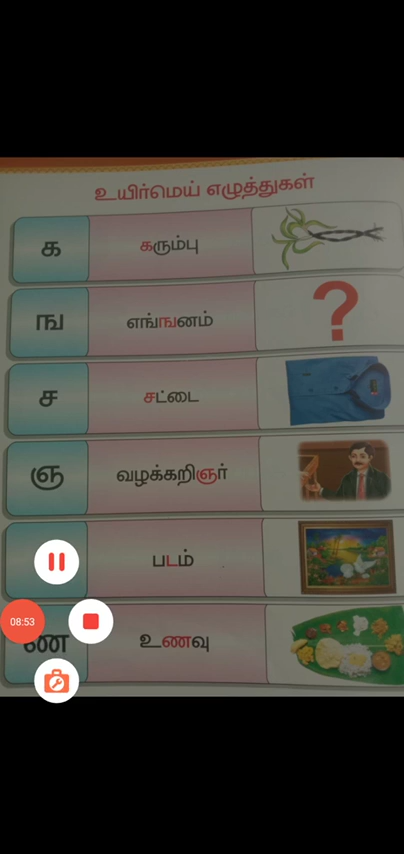 உயிர்மெய் எழுத்துகள்
க கரும்பு
ங எங்ஙனம்
ச சட்டை
ஞ வழக்கறிஞர்
படம்
08:53
ண உணவு